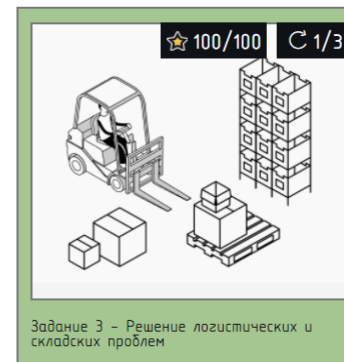 100/100
1/3
Задание 3 - Решение логистических и
складских проблем